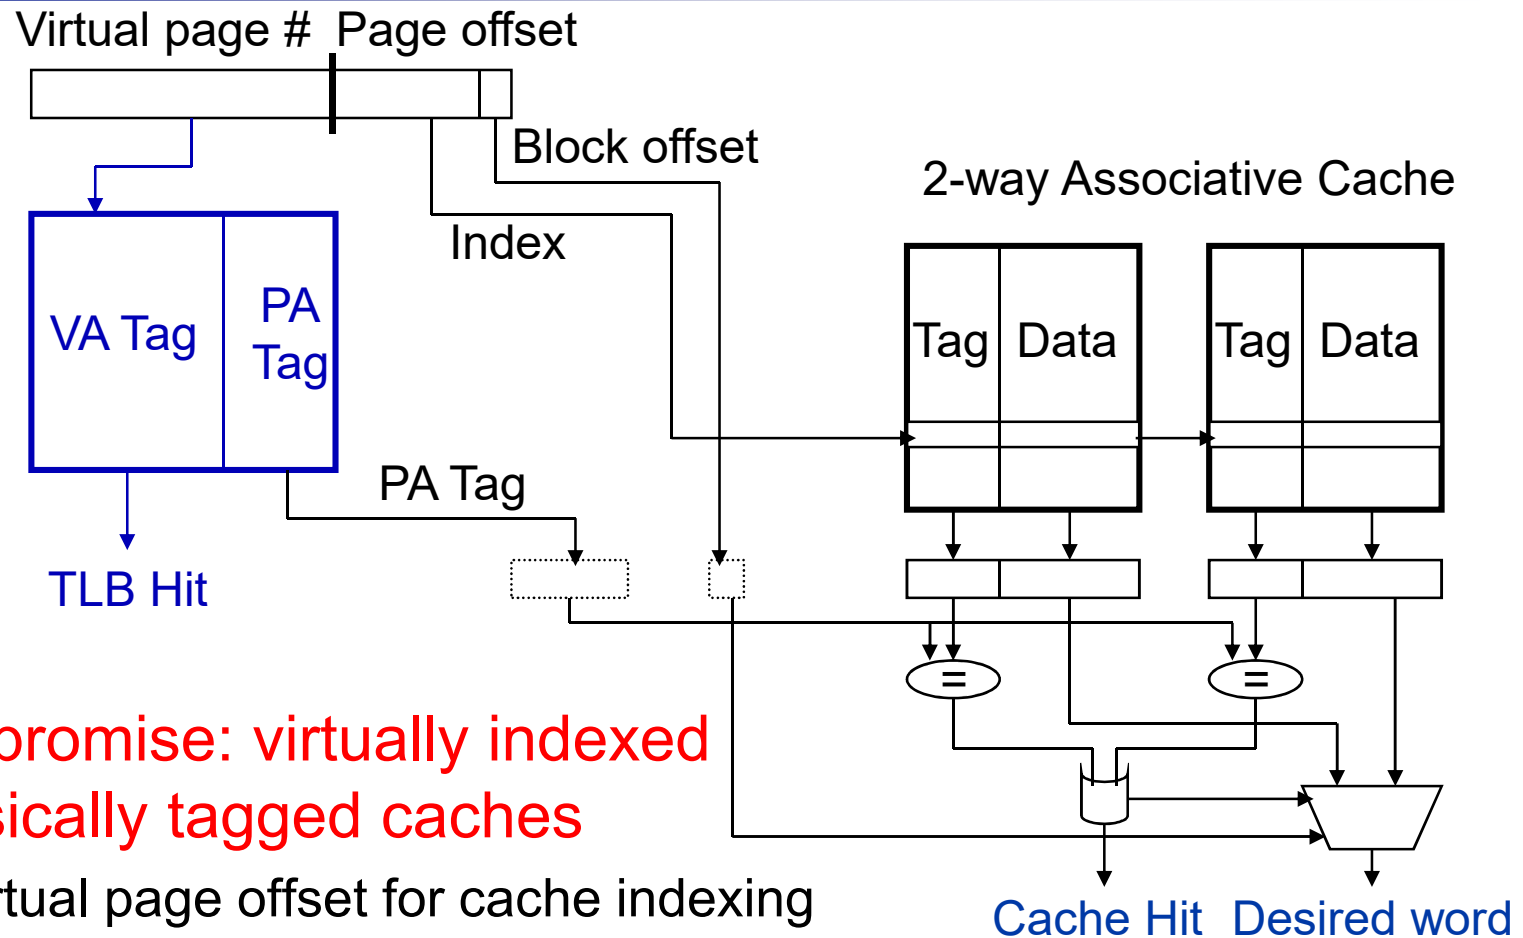 Virtual page # Page offset
Block offset
2-way Associative Cache
Index
VA Tag
PA
Tag
Tag Data
Tag Data
PA Tag
TLB Hit
=
=
promise: virtually indexed
sically tagged caches
rtual page offset for cache indexing
Cache Hit Desired word